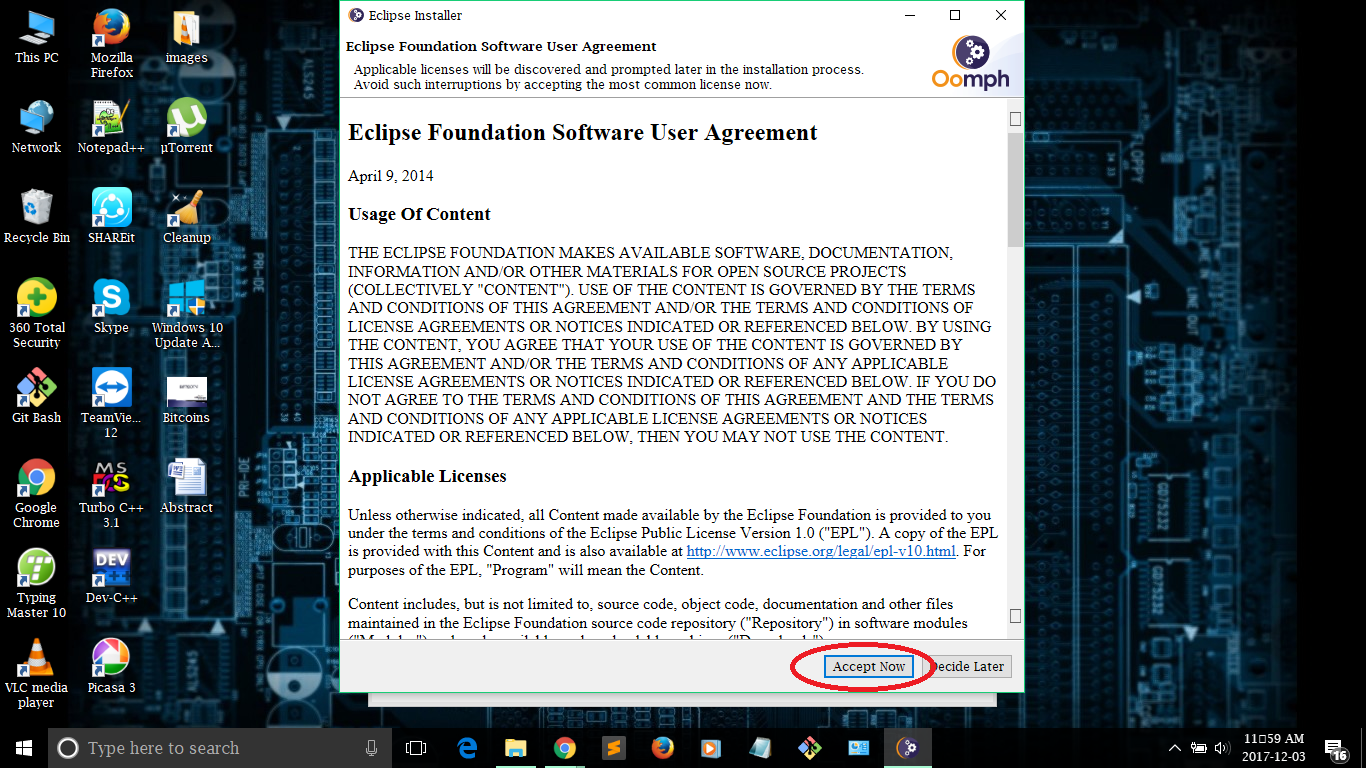 This PC
Mozilla
Firefox
images
Network
Notepad++
µTorrent
Recycle Bin
SHAREit
Cleanup
360 Total
Security
Skype
Windows 10
Update A...
Git Bash
TeamVie...
12
Bitcoins
Google
Chrome
Turbo C++
3.1
Abstract
Typing
Master 10
DEV
Dev-C++
VLC media
player
Picasa 3
Eclipse Installer
Eclipse Foundation Software User Agreement
Applicable licenses will be discovered and prompted later in the installation process.
Avoid such interruptions by accepting the most common license now.
Oomph
Eclipse Foundation Software User Agreement
April 9, 2014
Usage Of Content
THE ECLIPSE FOUNDATION MAKES AVAILABLE SOFTWARE, DOCUMENTATION,
INFORMATION AND/OR OTHER MATERIALS FOR OPEN SOURCE PROJECTS
(COLLECTIVELY "CONTENT"). USE OF THE CONTENT IS GOVERNED BY THE TERMS
AND CONDITIONS OF THIS AGREEMENT AND/OR THE TERMS AND CONDITIONS OF
LICENSE AGREEMENTS OR NOTICES INDICATED OR REFERENCED BELOW. BY USING
THE CONTENT, YOU AGREE THAT YOUR USE OF THE CONTENT IS GOVERNED BY
THIS AGREEMENT AND/OR THE TERMS AND CONDITIONS OF ANY APPLICABLE
LICENSE AGREEMENTS OR NOTICES INDICATED OR REFERENCED BELOW. IF YOU DO
NOT AGREE TO THE TERMS AND CONDITIONS OF THIS AGREEMENT AND THE TERMS
AND CONDITIONS OF ANY APPLICABLE LICENSE AGREEMENTS OR NOTICES
INDICATED OR REFERENCED BELOW, THEN YOU MAY NOT USE THE CONTENT.
Applicable Licenses
Unless otherwise indicated, all Content made available by the Eclipse Foundation is provided to you
under the terms and conditions of the Eclipse Public License Version 1.0 ("EPL"). A copy of the EPL
is provided with this Content and is also available at http://www.eclipse.org/legal/epl-v10.html. For
purposes of the EPL, "Program" will mean the Content.
Content includes, but is not limited to, source code, object code, documentation and other files
maintained in the Eclipse Foundation source code repository ("Repository") in software modules
Accept Now
Decide Later
PRI-IDE
FLOPY
LINE OUT
Type here to search
11□59 AM
2017-12-03
16